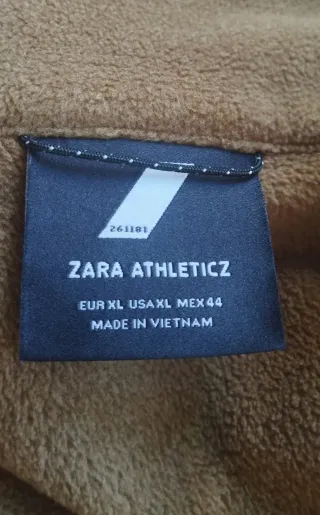 261181
ZARA ATHLETICZ
EUR XL USA XL MEX 44
MADE IN VIETNAM